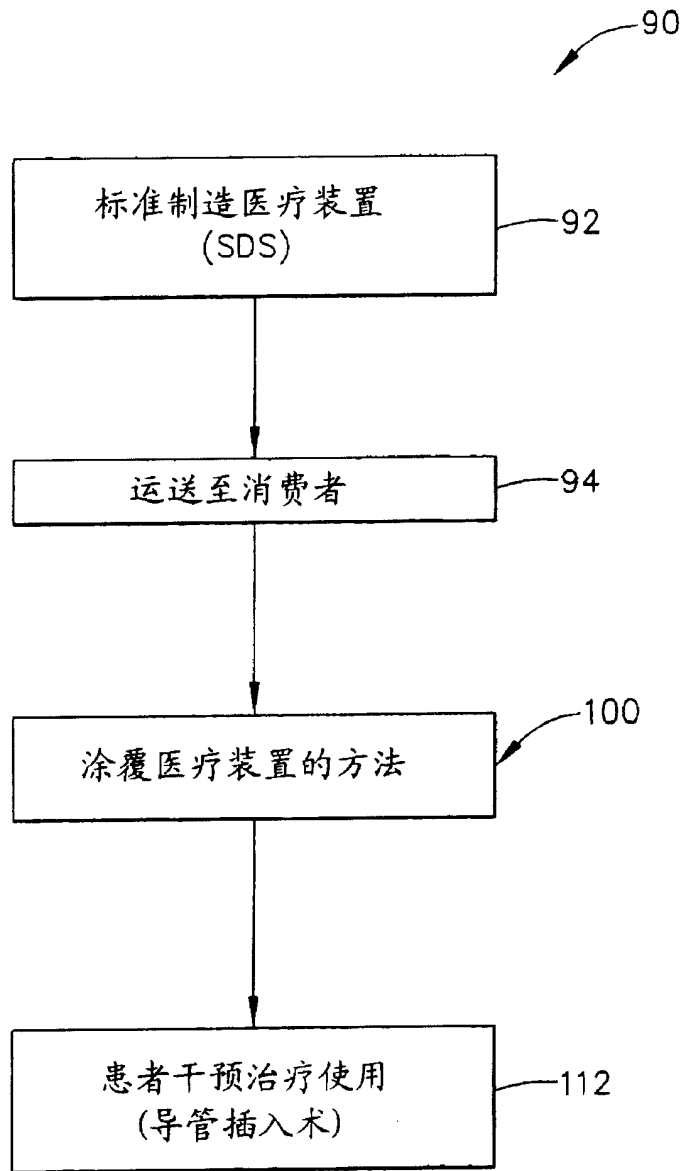 90
标准制造医疗装置
(SDS)
92
运送至消费者
94
100
涂覆医疗装置的方法
患者干预治疗使用
(导管插入术)
112